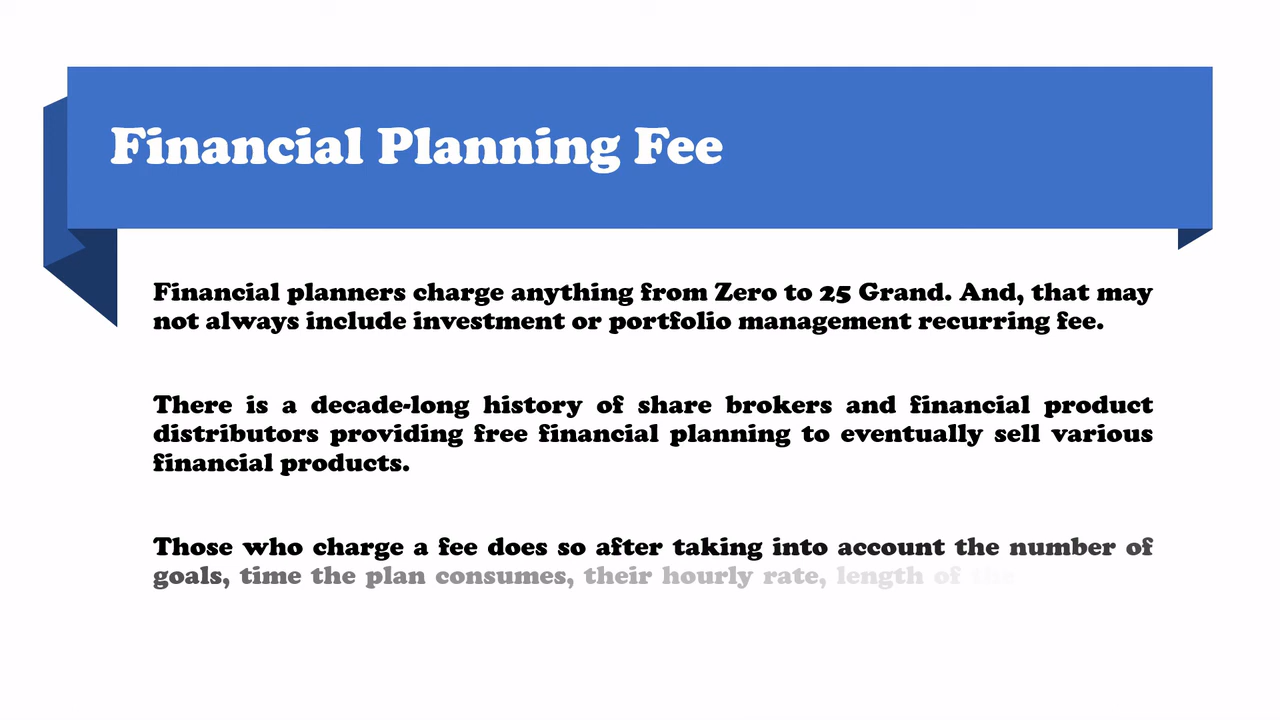 Financial Planning Fee
Financial planners charge anything from Zero to 25 Grand. And, that may
not always include investment or portfolio management recurring fee.
There is a decade-long history of share brokers and financial product
distributors providing free financial planning to eventually sell various
financial products.
Those who charge a fee does so after taking into account the number of
goals, time the plan consumes, their hourly rate, length of the